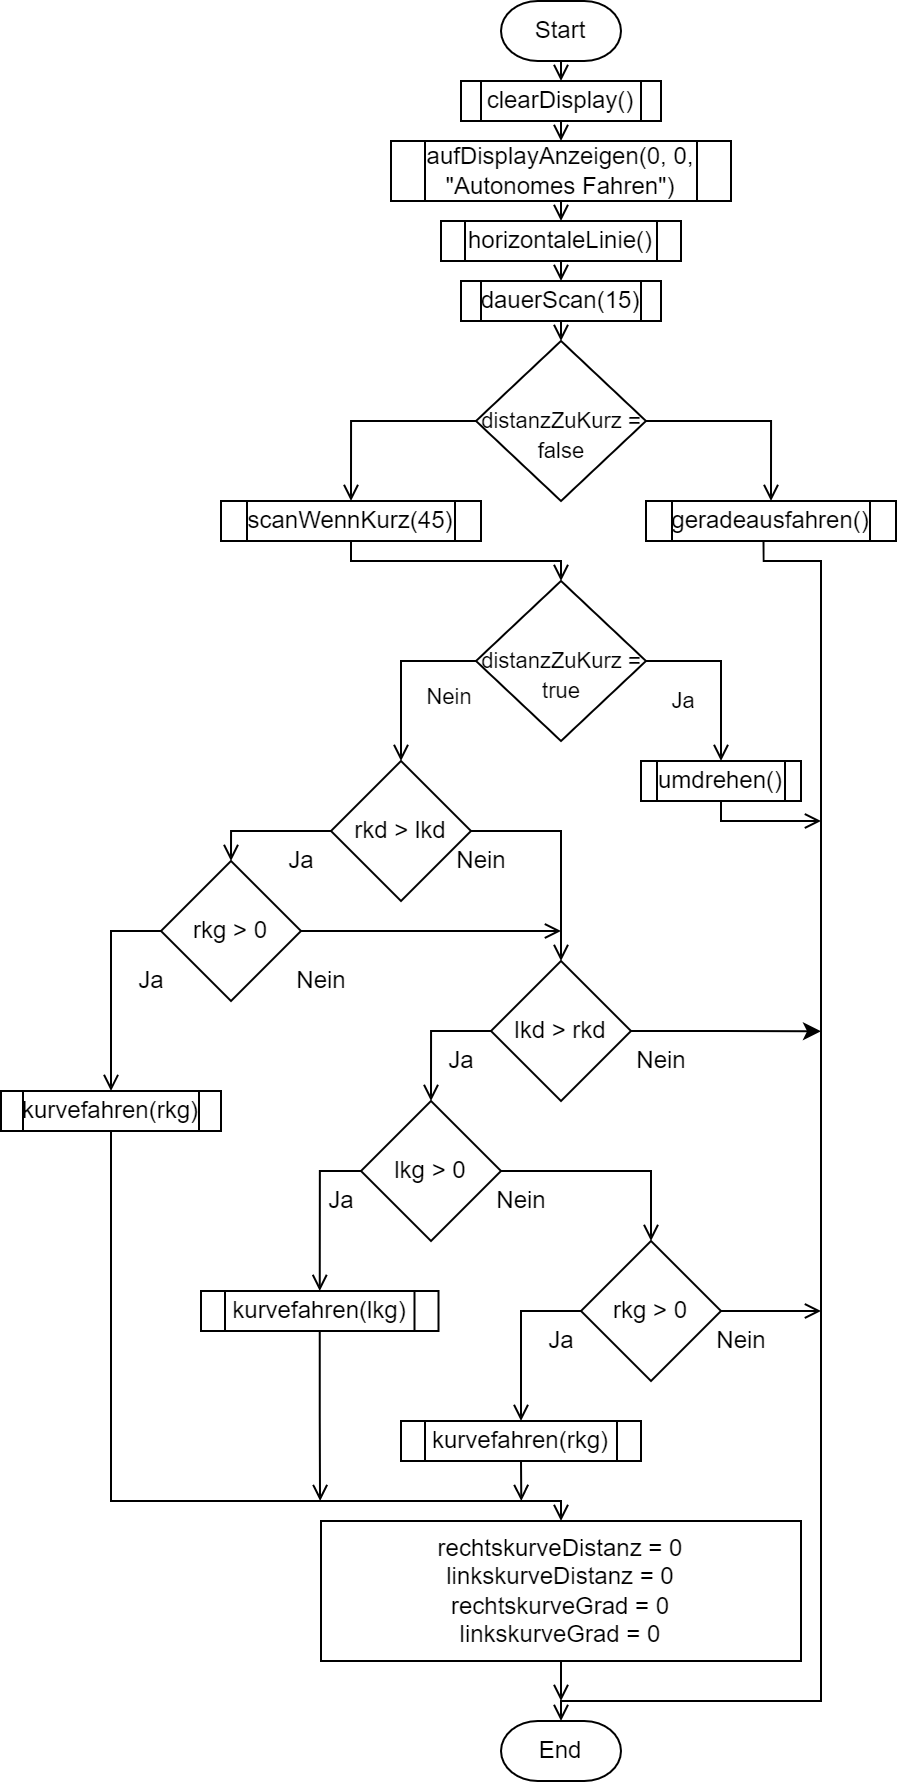 Start
clearDisplay()
aufDisplayAnzeigen(0, 0,
"Autonomes Fahren")
horizontaleLinie()
dauerScan(15)
distanzZuKurz =
false
scanWennKurz(45)
geradeausfahren()
distanzZuKurz =
true
Nein
Ja
umdrehen()
rkd > lkd
Ja
Nein
rkg > 0
Ja
Nein
lkd > rkd
Ja
Nein
kurvefahren(rkg)
lkg > 0
Ja
Nein
kurvefahren(lkg)
rkg > 0
Ja
Nein
kurvefahren(rkg)
rechtskurveDistanz = 0
linkskurveDistanz = 0
rechtskurveGrad = 0
linkskurveGrad = 0
End